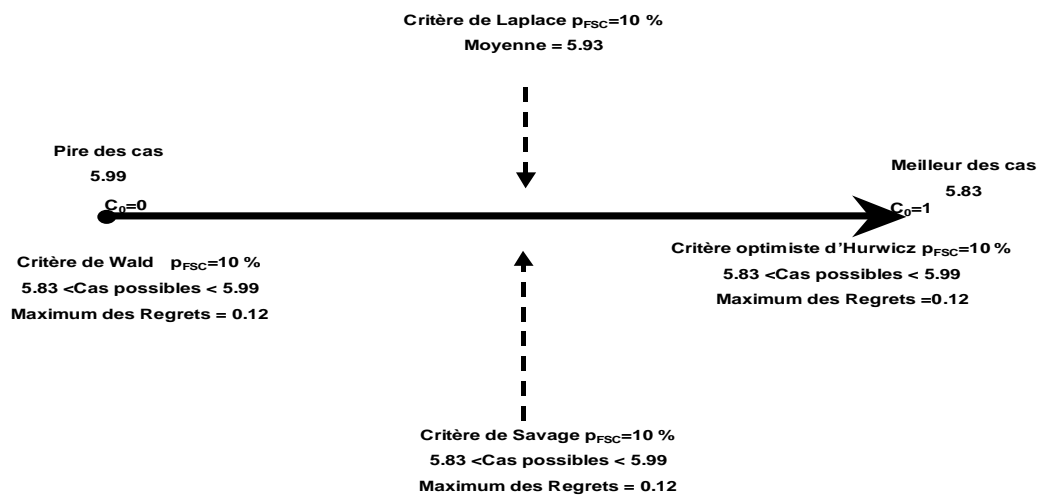 Critère de Laplace pFSC=10 %
Moyenne = 5.93
Pire des cas
5.99
C0=0
Meilleur des cas
5.83
C0=1
Critère de Wald pFSC=10 %
5.83 <Cas possibles < 5.99
Maximum des Regrets = 0.12
Critère optimiste d’Hurwicz pFSC=10 %
5.83 <Cas possibles < 5.99
Maximum des Regrets =0.12
Critère de Savage pFSC=10 %
5.83 <Cas possibles < 5.99
Maximum des Regrets = 0.12